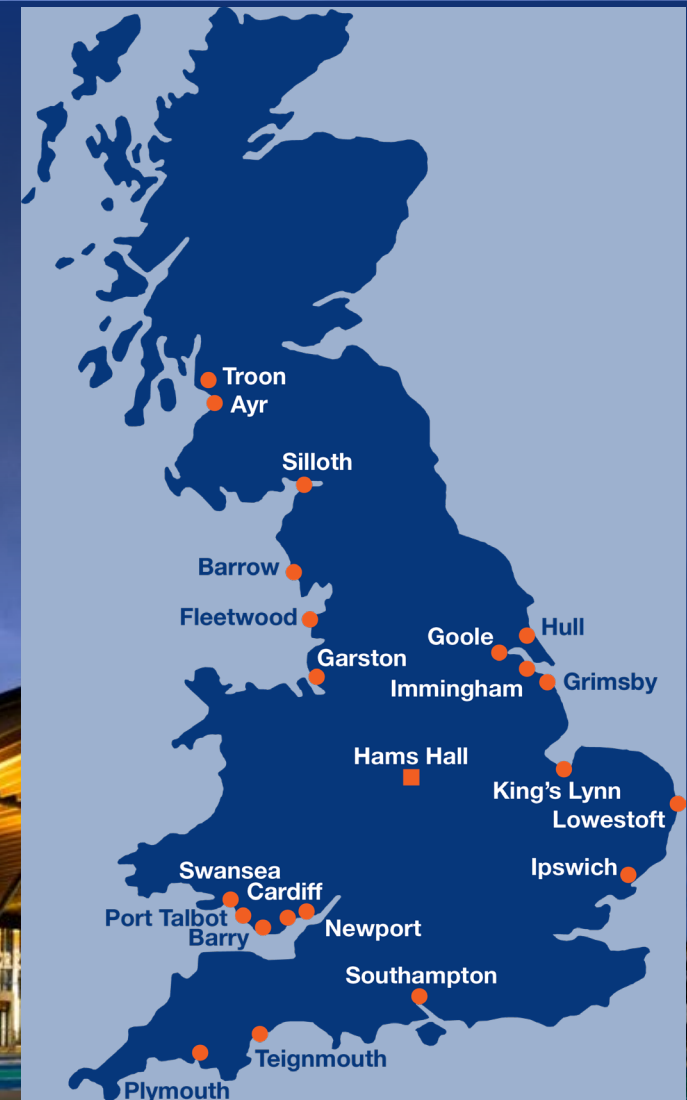 Troon
Ayr
Silloth
Barrow
Fleetwood
Hull
Goole
Garston
Immingham
Grimsby
Hams Hall
King's Lynn
Lowestoft
Ipswich
Swansea
Cardiff
Port Talbot
Newport
Barry
Southampton
Teignmouth
Plymouth